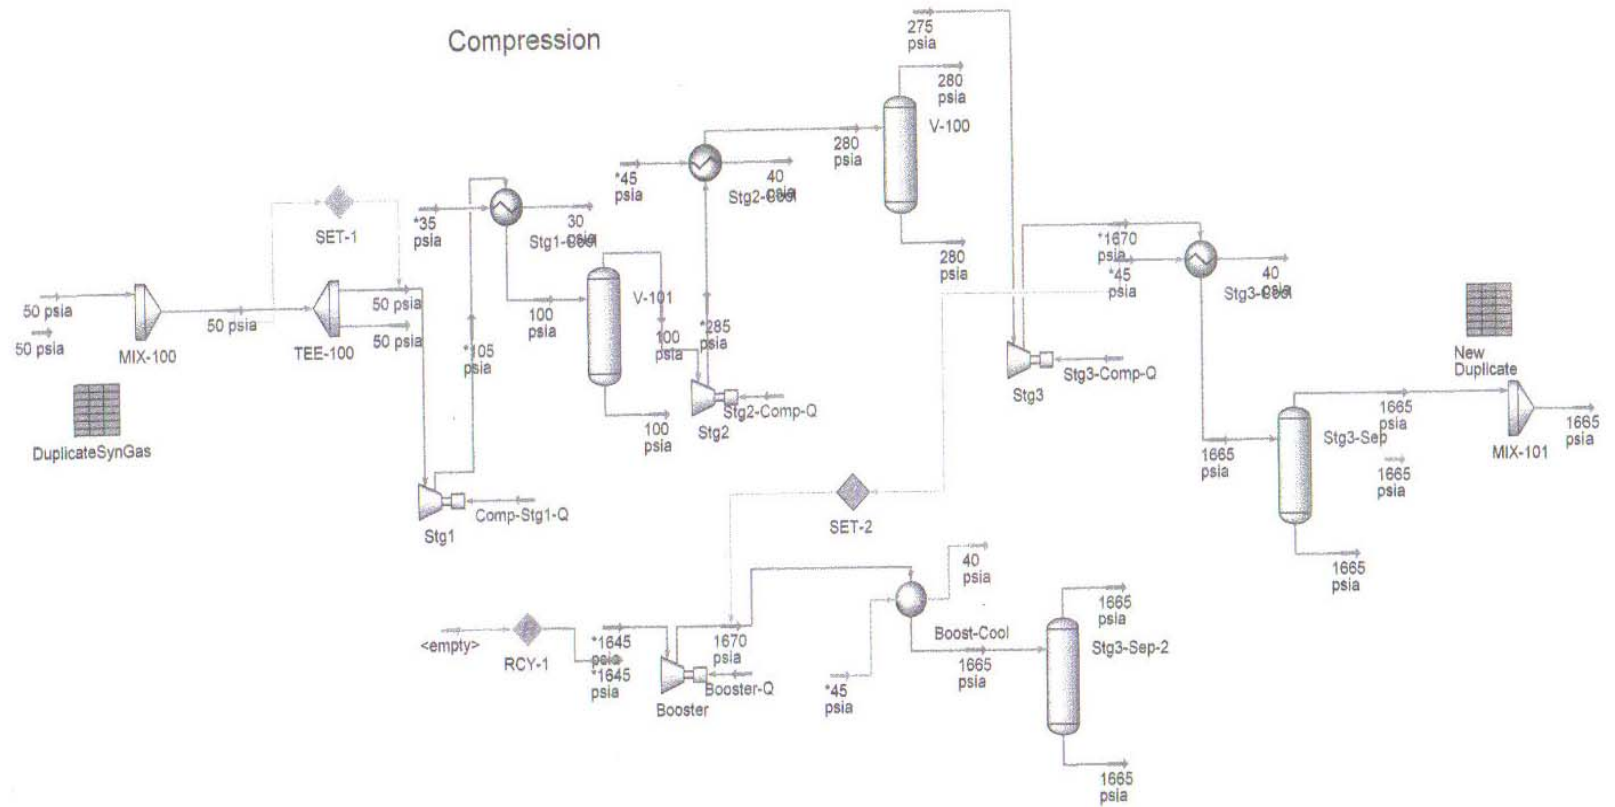 Compression
275
psia
280
psia
V-100
280
psia
*45
psia
40
psia
Stg2-Cool
SET-1
*35
psia
30
psia
Stg1-Cool
280
psia
*1670
psia
*45
psia
40
psia
Stg3-Cool
50 psia
50 psia
50 psia
50 psia
50 psia
MIX-100
TEE-100
V-101
100
psia
100
psia
*105
psia
*285
psia
New
Duplicate
Stg3-Comp-Q
Stg3
DuplicateSynGas
Stg2-Comp-Q
Stg2
100
psia
1665
psia
1665
psia
Stg3-Sep
1665
psia
MIX-101
1665
psia
Comp-Stg1-Q
Stg1
SET-2
40
psia
1665
psia
<empty>
RCY-1
*1645
psia
*1645
psia
1670
psia
Booster-Q
Booster
Boost-Cool
1665
psia
*45
psia
1665
psia
Stg3-Sep-2
1665
psia